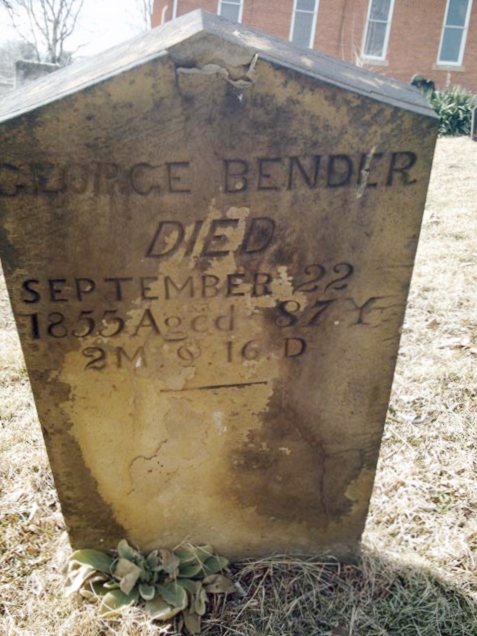 GEORGE BENDER
DIED
SEPTEMBER 22
1855 Aged 87 Y
2 M & 16 D